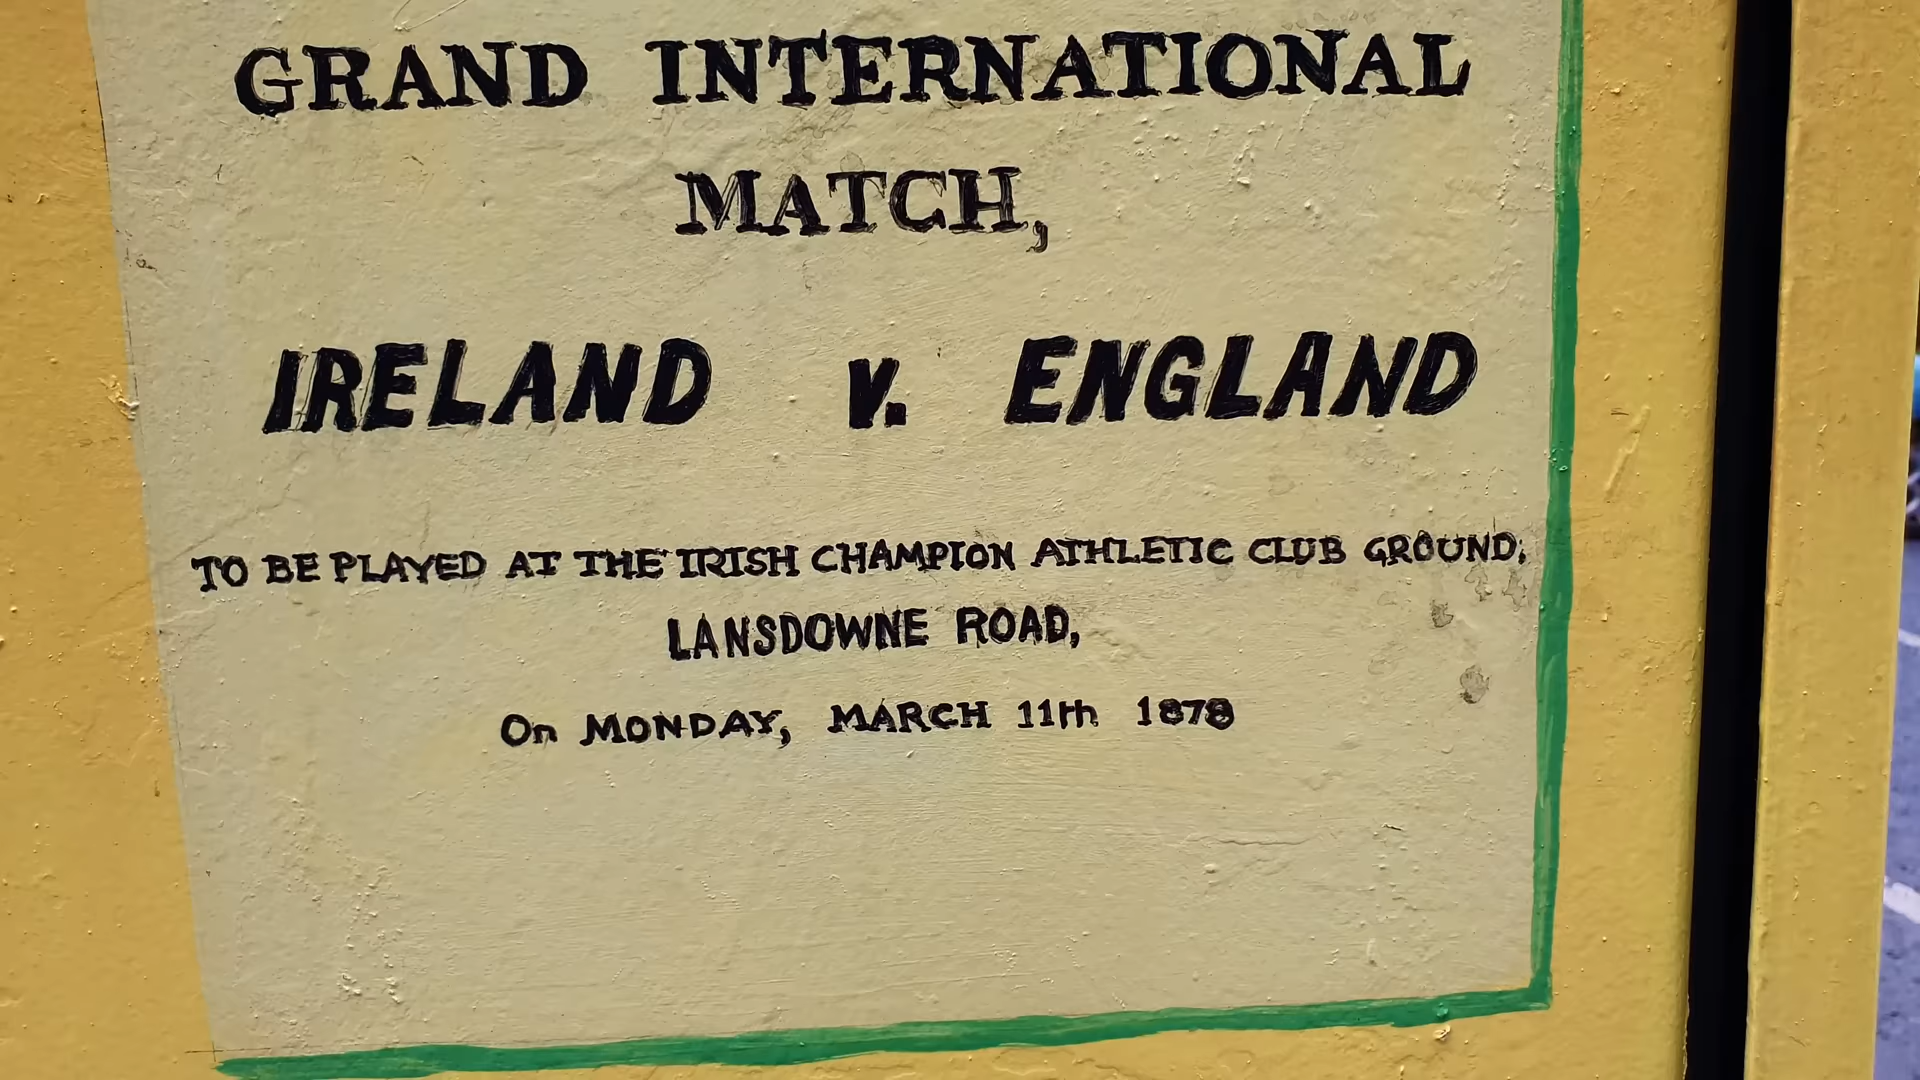 GRAND INTERNATIONAL
MATCH,
IRELAND v. ENGLAND
TO BE PLAYED AT THE IRISH CHAMPION ATHLETIC CLUB GROUND,
LANSDOWNE ROAD,
On MONDAY, MARCH 11th 1878